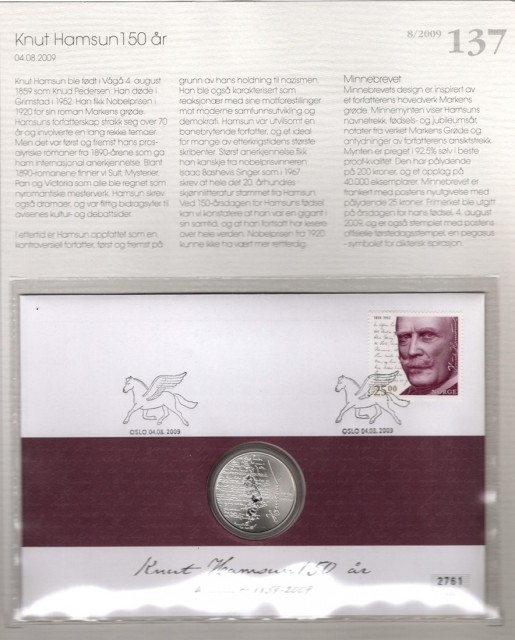 Knut Hamsun 150 år
04.08.2009
8/2009 137
Knut Hamsun ble født i Vågå 4. august
1859 som Knud Pedersen. Han døde i
Grimstad i 1952. Han fikk Nobelprisen i
1920 for sin roman Markens grøde.
Hamsuns forfatterskap strakk seg over 70
år og involverte en lang rekke temaer.
Men det var først og fremst hans pros-
alyriske romaner fra 1890-årene som ga
ham internasjonal anerkjennelse. Blant
1890-romanene finner vi Sult, Mysterier,
Pan og Victoria som alle ble regnet som
nyromantiske mesterverk. Hamsun skrev
også dramaer, og var flittig bidragsyter til
avisenes kultur- og debattsider.
I ettertid er Hamsun oppfattet som en
kontroversiell forfatter, først og fremst på
grunn av hans holdning til nazismen.
Han ble også karakterisert som
reaksjonær med sine motforestillinger
mot moderne samfunnsutvikling og
demokrati. Hamsun var utvilsomt en
banebrytende forfatter, og et ideal
for mange av etterkrigstidens største
skribenter. Størst anerkjennelse fikk
han kanskje fra nobelprisvinneren
Isaac Bashevis Singer som i 1967
skrev at hele det 20. århundres
skjønnlitteratur stammet fra Hamsun.
Ved 150-årsdagen for Hamsuns fødsel
kan vi konstatere at han var en gigant i
sin samtid, og at han fortsatt har lesere
over hele verden. Nobelprisen fra 1920
kunne ikke ha vært mer rettferdig.
Minnebrevet
Minnebrevets design er inspirert av
et forfatterens hovedverk Markens
grøde. Minnemynten viser Hamsuns
navnetrekk, fødsels- og jubileumsår,
notater fra verket Markens Grøde og
antydninger av forfatterens ansiktstrekk.
Mynten er preget i 92,5% sølv i beste
proof-kvalitet. Den har pålydende
på 200 kroner, og et opplag på
40.000 eksemplarer. Minnebrevet er
frankert med postens nyutgivelse med
pålydende 25 kroner. Frimerket ble utgitt
på årsdagen for hans fødsel, 4. august
2009, og er også stemplet med postens
offisielle førstedagsstempel, en pegasus
- symbolet for dikterisk inspirasjon.
25.00 NORGE
OSLO 04.08.2009
OSLO 04.08.2009
Knut Hamsun 150 år
1859-2009
2761